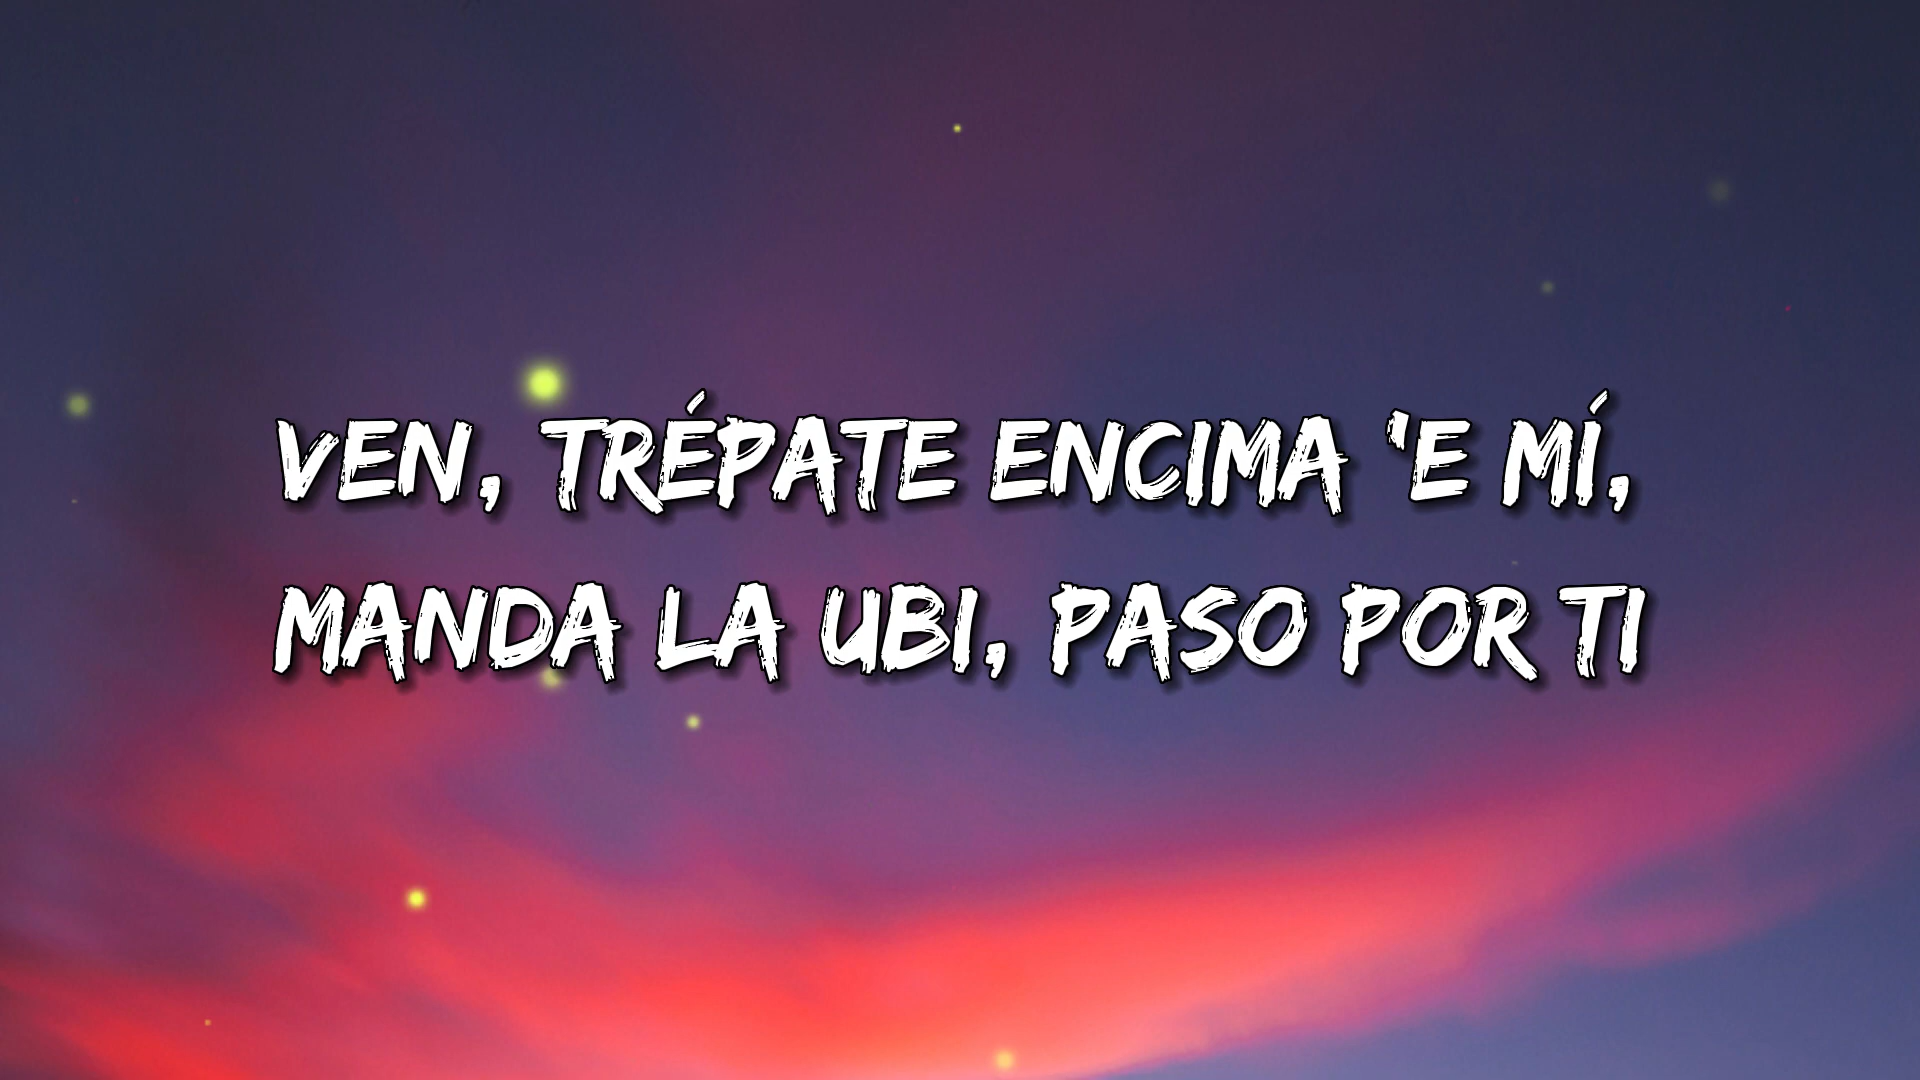 VEN, TRÉPATE ENCIMA 'E MÍ,
MANDA LA UBI, PASO POR TI